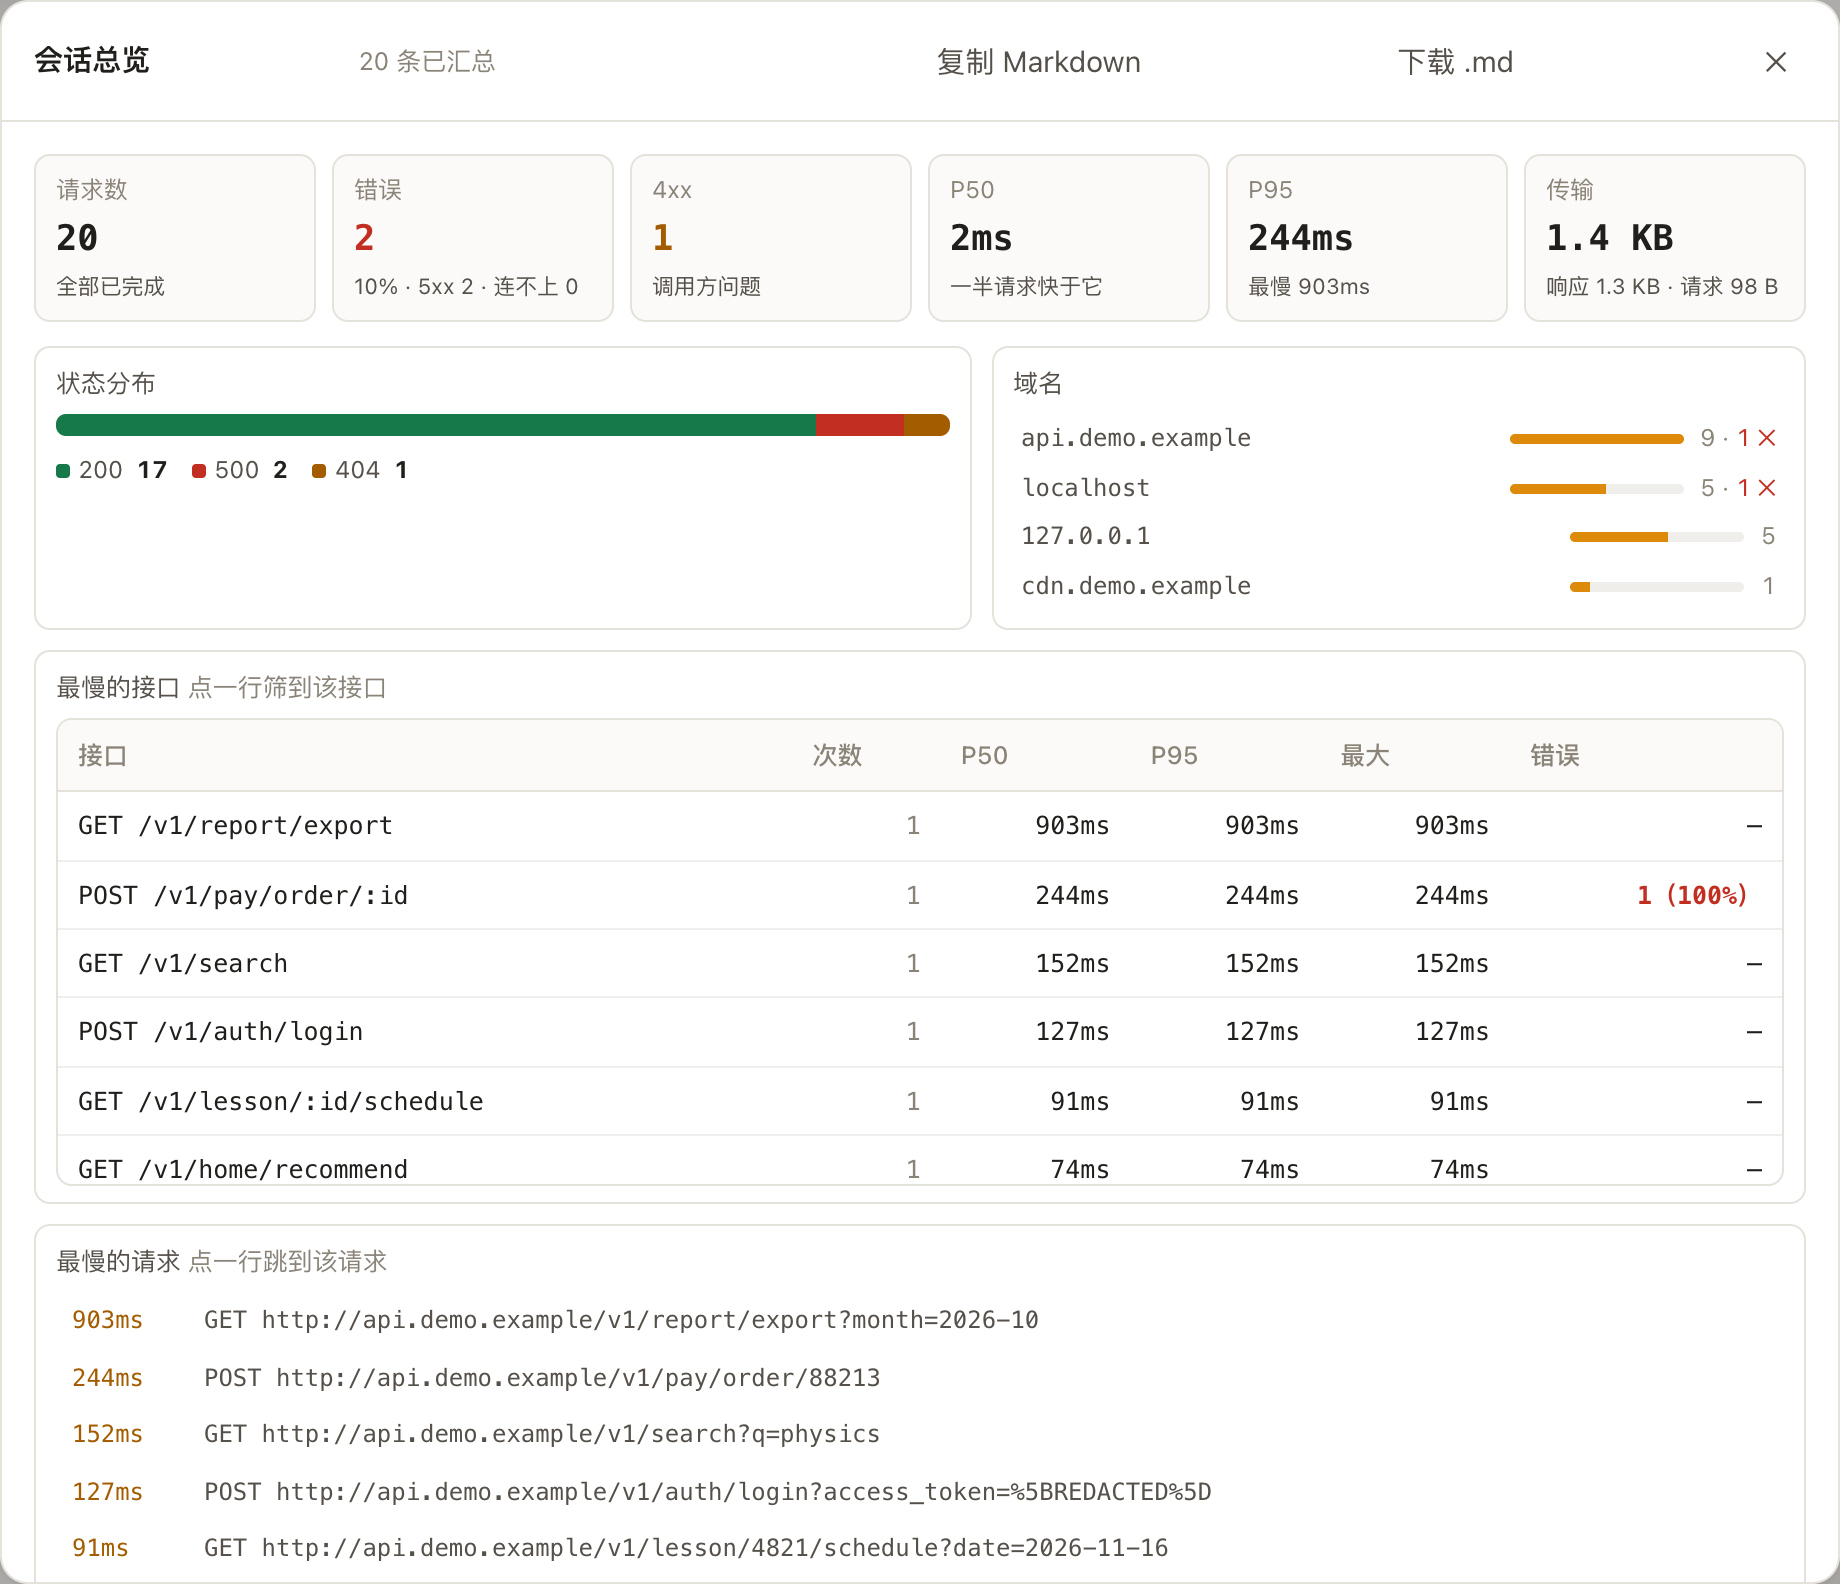 会话总览 20 条已汇总 复制 Markdown 下载 .md ×
请求数
20
全部已完成
错误
2
10% · 5xx 2 · 连不上 0
4xx
1
调用方问题
P50
2ms
一半请求快于它
P95
244ms
最慢 903ms
传输
1.4 KB
响应 1.3 KB · 请求 98 B
状态分布
200 17 500 2 404 1
域名
api.demo.example 9 · 1 ×
localhost 5 · 1 ×
127.0.0.1 5
cdn.demo.example 1
最慢的接口 点一行筛到该接口
接口 次数 P50 P95 最大 错误
GET /v1/report/export 1 903ms 903ms 903ms —
POST /v1/pay/order/:id 1 244ms 244ms 244ms 1 (100%)
GET /v1/search 1 152ms 152ms 152ms —
POST /v1/auth/login 1 127ms 127ms 127ms —
GET /v1/lesson/:id/schedule 1 91ms 91ms 91ms —
GET /v1/home/recommend 1 74ms 74ms 74ms —
最慢的请求 点一行跳到该请求
903ms GET http://api.demo.example/v1/report/export?month=2026-10
244ms POST http://api.demo.example/v1/pay/order/88213
152ms GET http://api.demo.example/v1/search?q=physics
127ms POST http://api.demo.example/v1/auth/login?access_token=%5BREDACTED%5D
91ms GET http://api.demo.example/v1/lesson/4821/schedule?date=2026-11-16